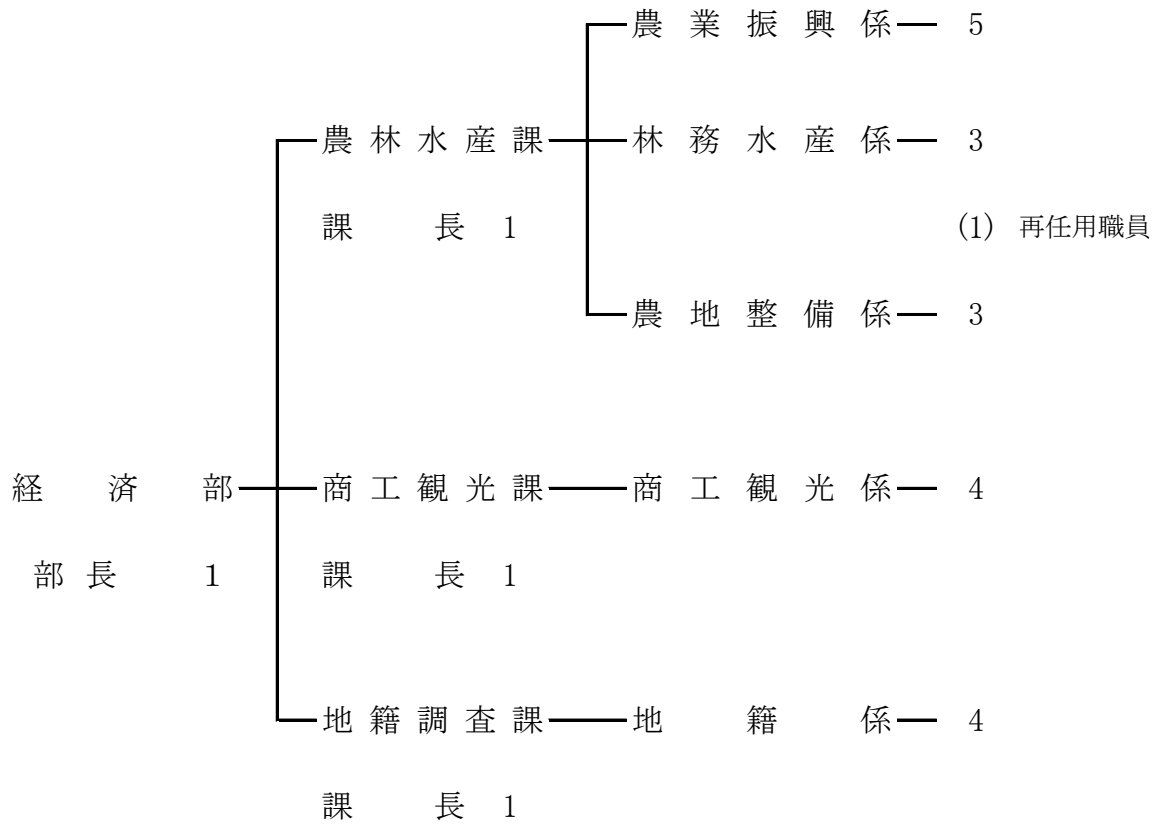 農業振興係 5
農林水産課 林務水産係 3
課長 1 (1) 再任用職員
農地整備係 3
経済部 商工観光課 商工観光係 4
部長 1 課長 1
地籍調査課 地籍係 4
課長 1